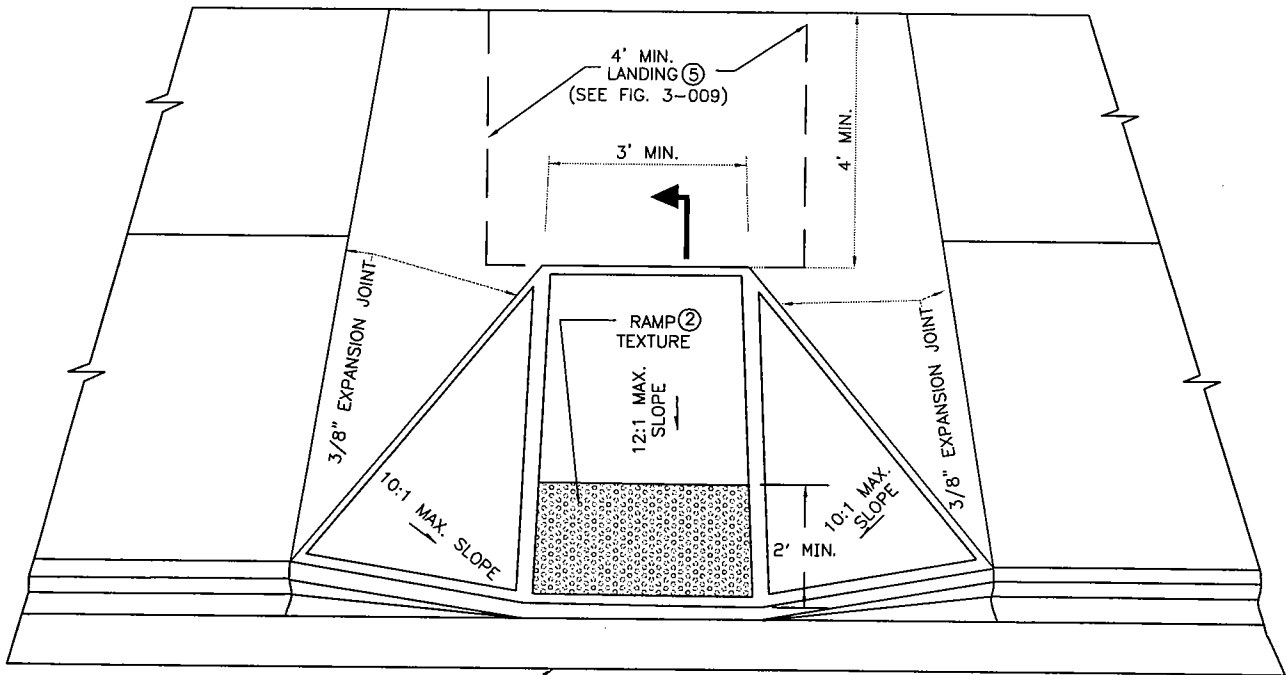 4' MIN.
LANDING ⑤
(SEE FIG. 3-009)
3' MIN.
4' MIN.
3/8" EXPANSION JOINT
RAMP ②
TEXTURE
12:1 MAX.
SLOPE
3/8" EXPANSION JOINT
10:1 MAX. SLOPE
10:1 MAX.
SLOPE
2' MIN.